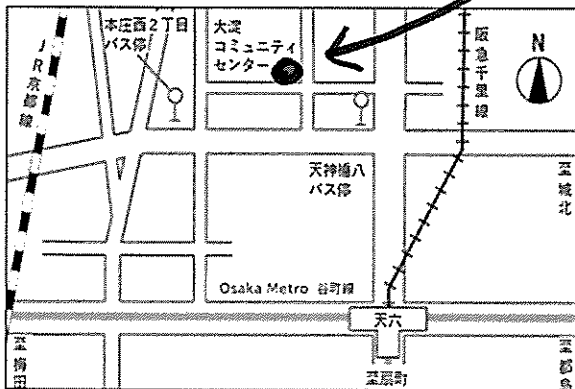 本庄西2丁目
バス停
大淀
コミュニティ
センター
阪急千里線
N
JR京都線
天神橋八
バス停
至城北
Osaka Metro 谷町線
天六
至梅田
至扇町
至都島